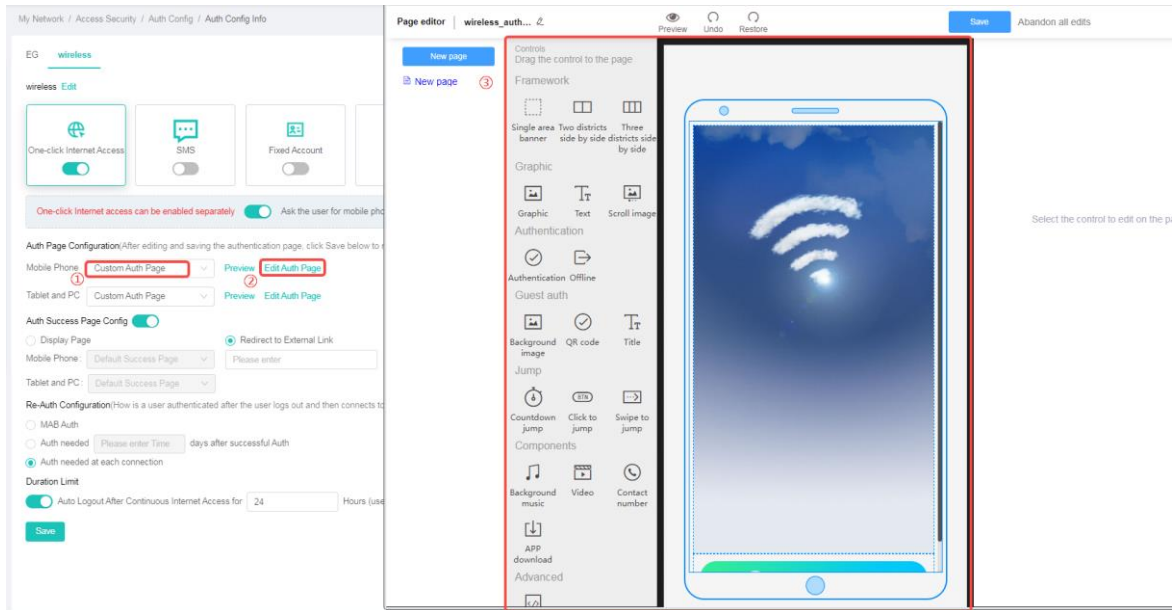 My Network / Access Security / Auth Config / Auth Config Info
EG wireless
wireless Edit
One-click Internet Access
SMS
Fixed Account
One-click Internet access can be enabled separately Ask the user for mobile pho
Auth Page Configuration(After editing and saving the authentication page, click Save below to
Mobile Phone Custom Auth Page Preview Edit Auth Page
① ②
Tablet and PC Custom Auth Page Preview Edit Auth Page
Auth Success Page Config
Display Page Redirect to External Link
Mobile Phone : Default Success Page Please enter
Tablet and PC : Default Success Page
Re-Auth Configuration(How is a user authenticated after the user logs out and then connects to
MAB Auth
Auth needed Please enter Time days after successful Auth
Auth needed at each connection
Duration Limit
Auto Logout After Continuous Internet Access for 24 Hours (use
Save
Page editor wireless_auth... Preview Undo Restore Save Abandon all edits
New page
New page ③
Controls
Drag the control to the page
Framework
Single area banner
Two districts side by side
Three districts side by side
Graphic
Graphic Text Scroll image
Authentication
Authentication Offline
Guest auth
Background image
QR code
Title
Jump
Countdown jump
BTN
Click to jump
Swipe to jump
Components
Background music
Video
Contact number
APP download
Advanced
Select the control to edit on the pa